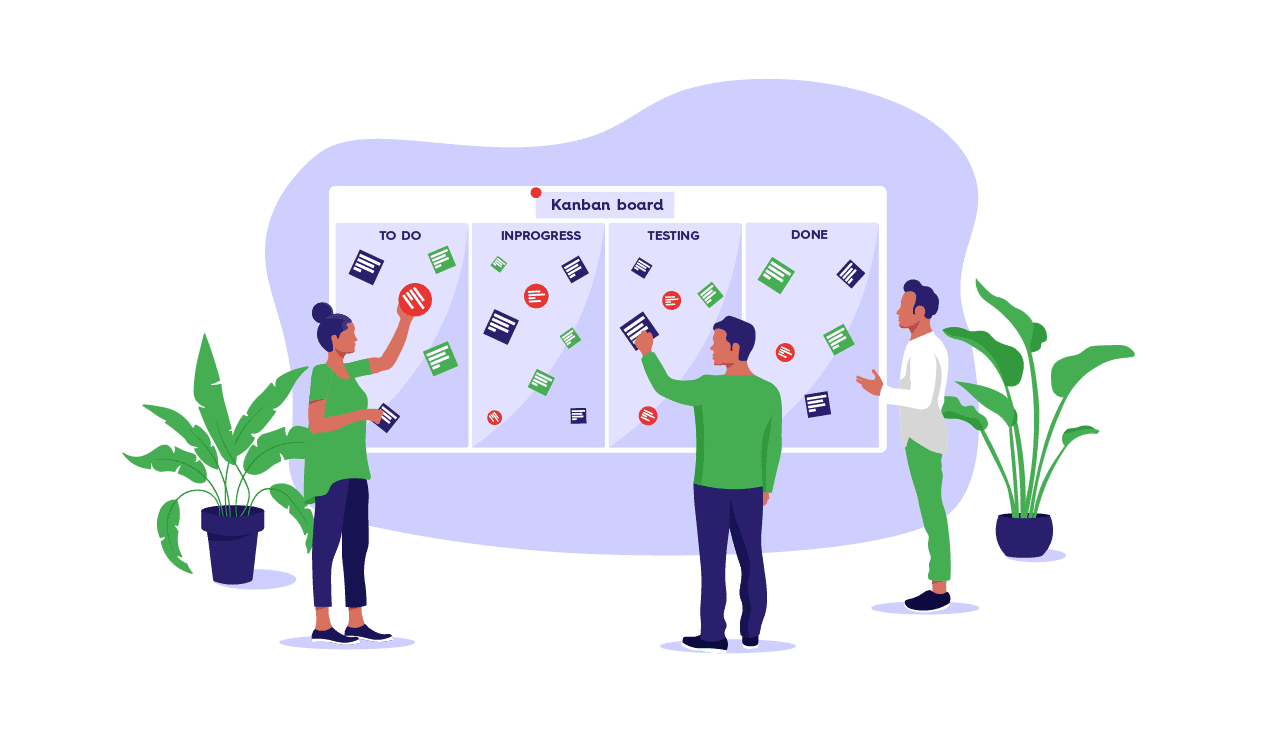 Kanban board
TO DO
INPROGRESS
TESTING
DONE